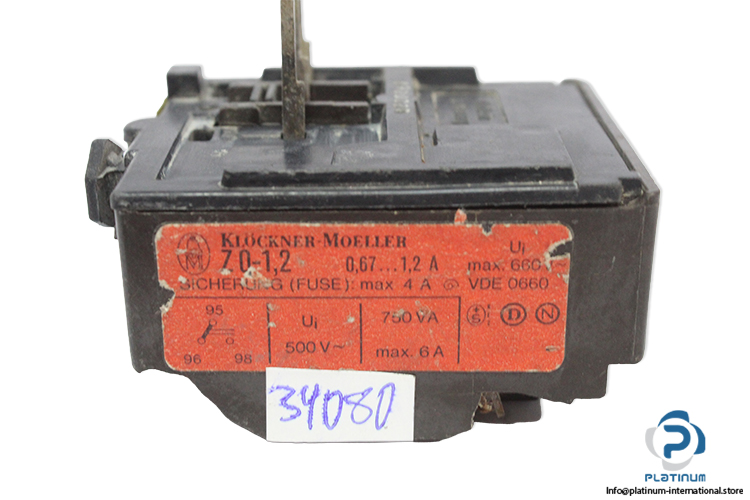 KLÖCKNER-MOELLER
Z 0-1,2
0,67...1,2 A
Ui
max. 660
SICHERUNG (FUSE): max 4 A
VDE 0660
95
96 98
Ui
500 V~
750 VA
max. 6 A
S
D
N
34080
PLATINUM
Info@platinum-international.store